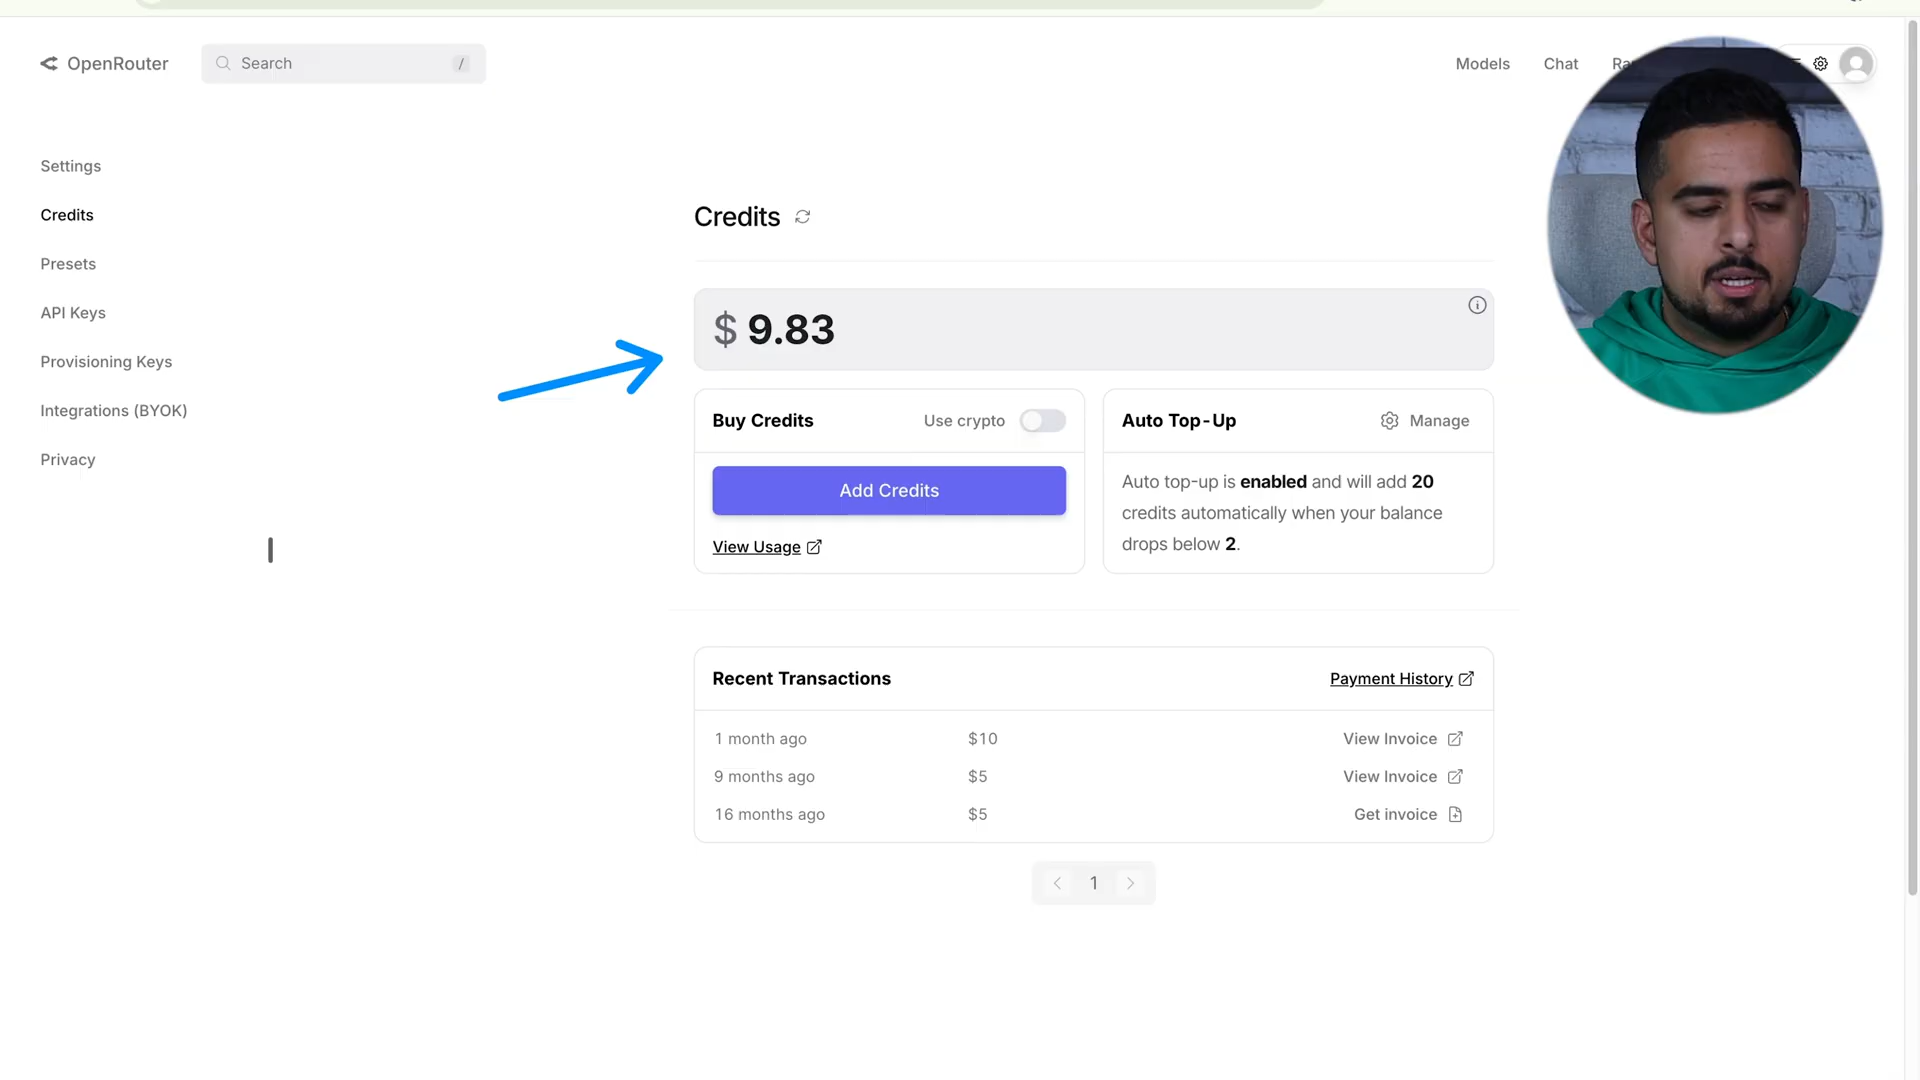 OpenRouter
Search
/
Models
Chat
Settings
Credits
Presets
API Keys
Provisioning Keys
Integrations (BYOK)
Privacy
Credits
$ 9.83
Buy Credits
Use crypto
Add Credits
View Usage
Auto Top-Up
Manage
Auto top-up is enabled and will add 20
credits automatically when your balance
drops below 2.
Recent Transactions
Payment History
1 month ago $10 View Invoice
9 months ago $5 View Invoice
16 months ago $5 Get invoice
1